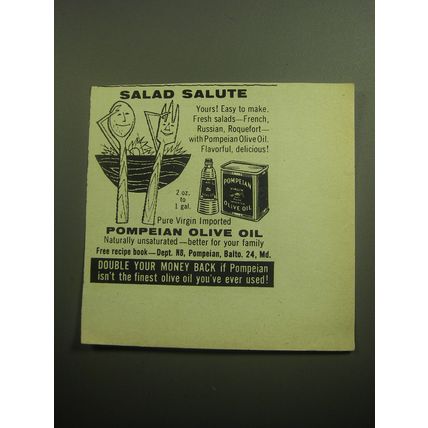 SALAD SALUTE
Yours! Easy to make.
Fresh salads—French,
Russian, Roquefort—
with Pompeian Olive Oil.
Flavorful, delicious!
2 oz.
to
1 gal.
POMPEIAN
VIRGIN
OLIVE OIL
Pure Virgin Imported
POMPEIAN OLIVE OIL
Naturally unsaturated—better for your family
Free recipe book—Dept. N8, Pompeian, Balto. 24, Md.
DOUBLE YOUR MONEY BACK if Pompeian
isn't the finest olive oil you've ever used!